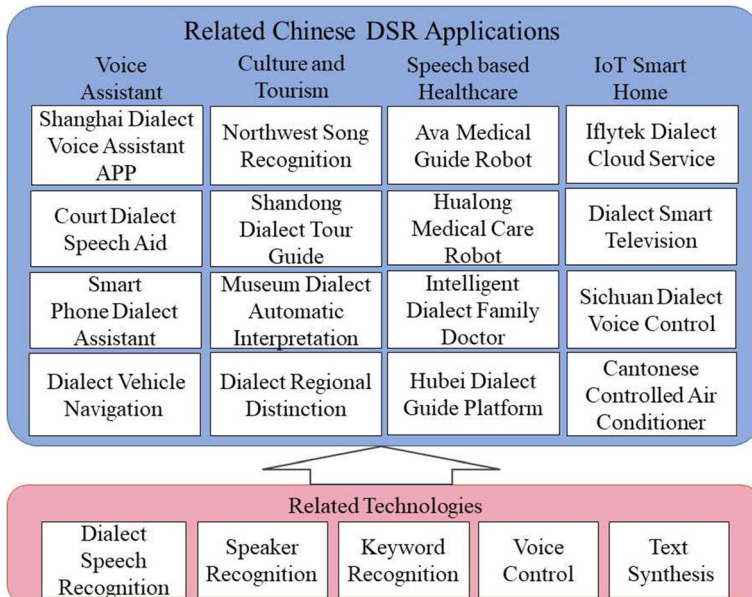 Related Chinese DSR Applications
Voice
Assistant
Culture and
Tourism
Speech based
Healthcare
IoT Smart
Home
Shanghai Dialect
Voice Assistant
APP
Northwest Song
Recognition
Ava Medical
Guide Robot
Iflytek Dialect
Cloud Service
Court Dialect
Speech Aid
Shandong
Dialect Tour
Guide
Hualong
Medical Care
Robot
Dialect Smart
Television
Smart
Phone Dialect
Assistant
Museum Dialect
Automatic
Interpretation
Intelligent
Dialect Family
Doctor
Sichuan Dialect
Voice Control
Dialect Vehicle
Navigation
Dialect Regional
Distinction
Hubei Dialect
Guide Platform
Cantonese
Controlled Air
Conditioner
Related Technologies
Dialect
Speech
Recognition
Speaker
Recognition
Keyword
Recognition
Voice
Control
Text
Synthesis